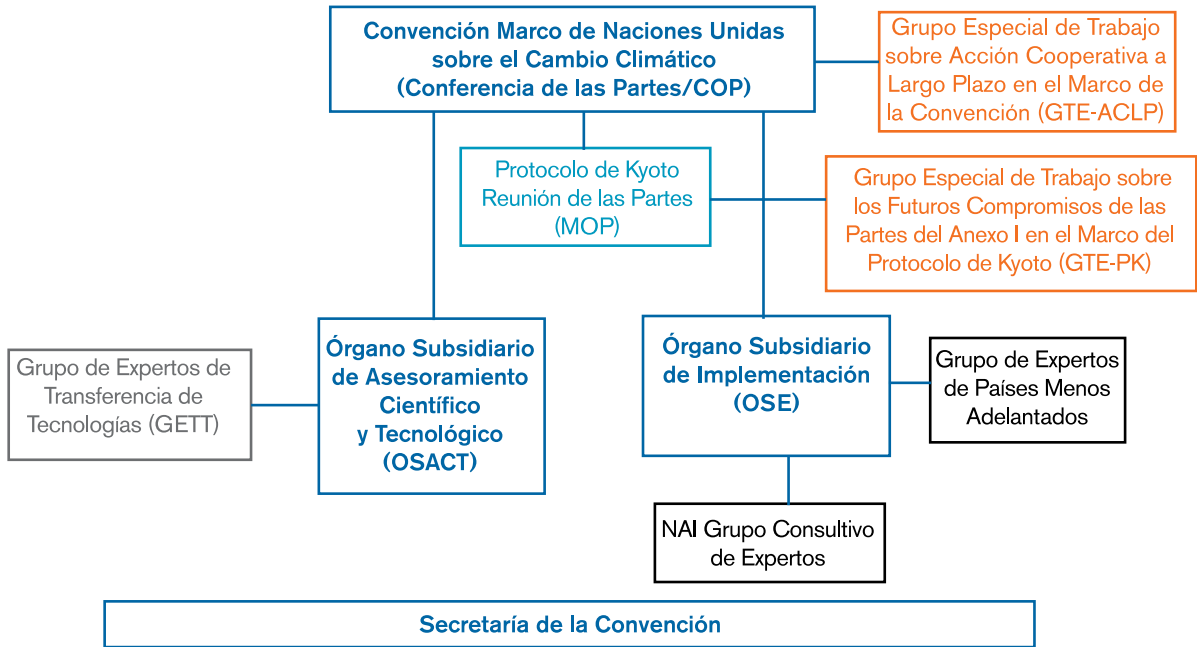 Convención Marco de Naciones Unidas
sobre el Cambio Climático
(Conferencia de las Partes/COP)
Grupo Especial de Trabajo
sobre Acción Cooperativa a
Largo Plazo en el Marco de
la Convención (GTE-ACLP)
Protocolo de Kyoto
Reunión de las Partes
(MOP)
Grupo Especial de Trabajo sobre
los Futuros Compromisos de las
Partes del Anexo I en el Marco del
Protocolo de Kyoto (GTE-PK)
Grupo de Expertos de
Transferencia de
Tecnologías (GETT)
Órgano Subsidiario
de Asesoramiento
Científico
y Tecnológico
(OSACT)
Órgano Subsidiario
de Implementación
(OSE)
Grupo de Expertos
de Países Menos
Adelantados
NAI Grupo Consultivo
de Expertos
Secretaría de la Convención